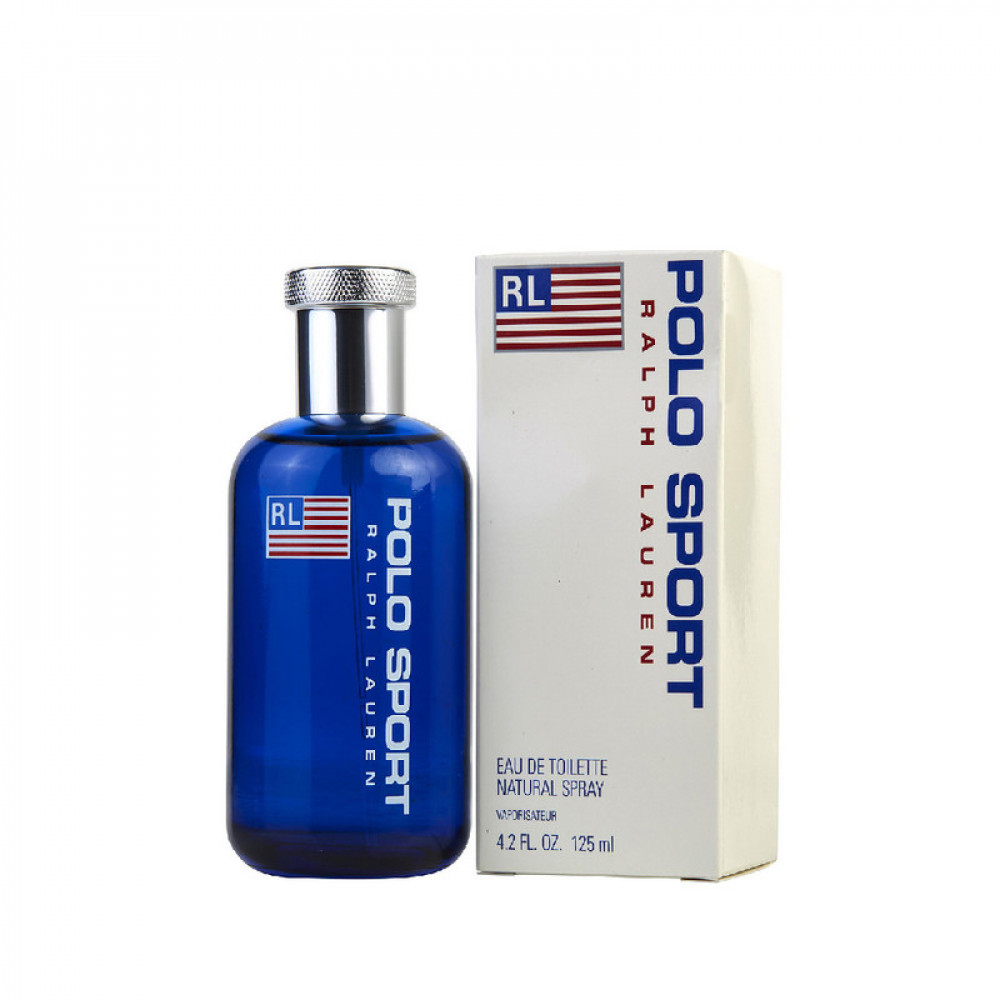 RL
POLO SPORT
RALPH LAUREN
RL
POLO SPORT
RALPH LAUREN
EAU DE TOILETTE
NATURAL SPRAY
VAPORISATEUR
4.2 FL. OZ. 125 ml